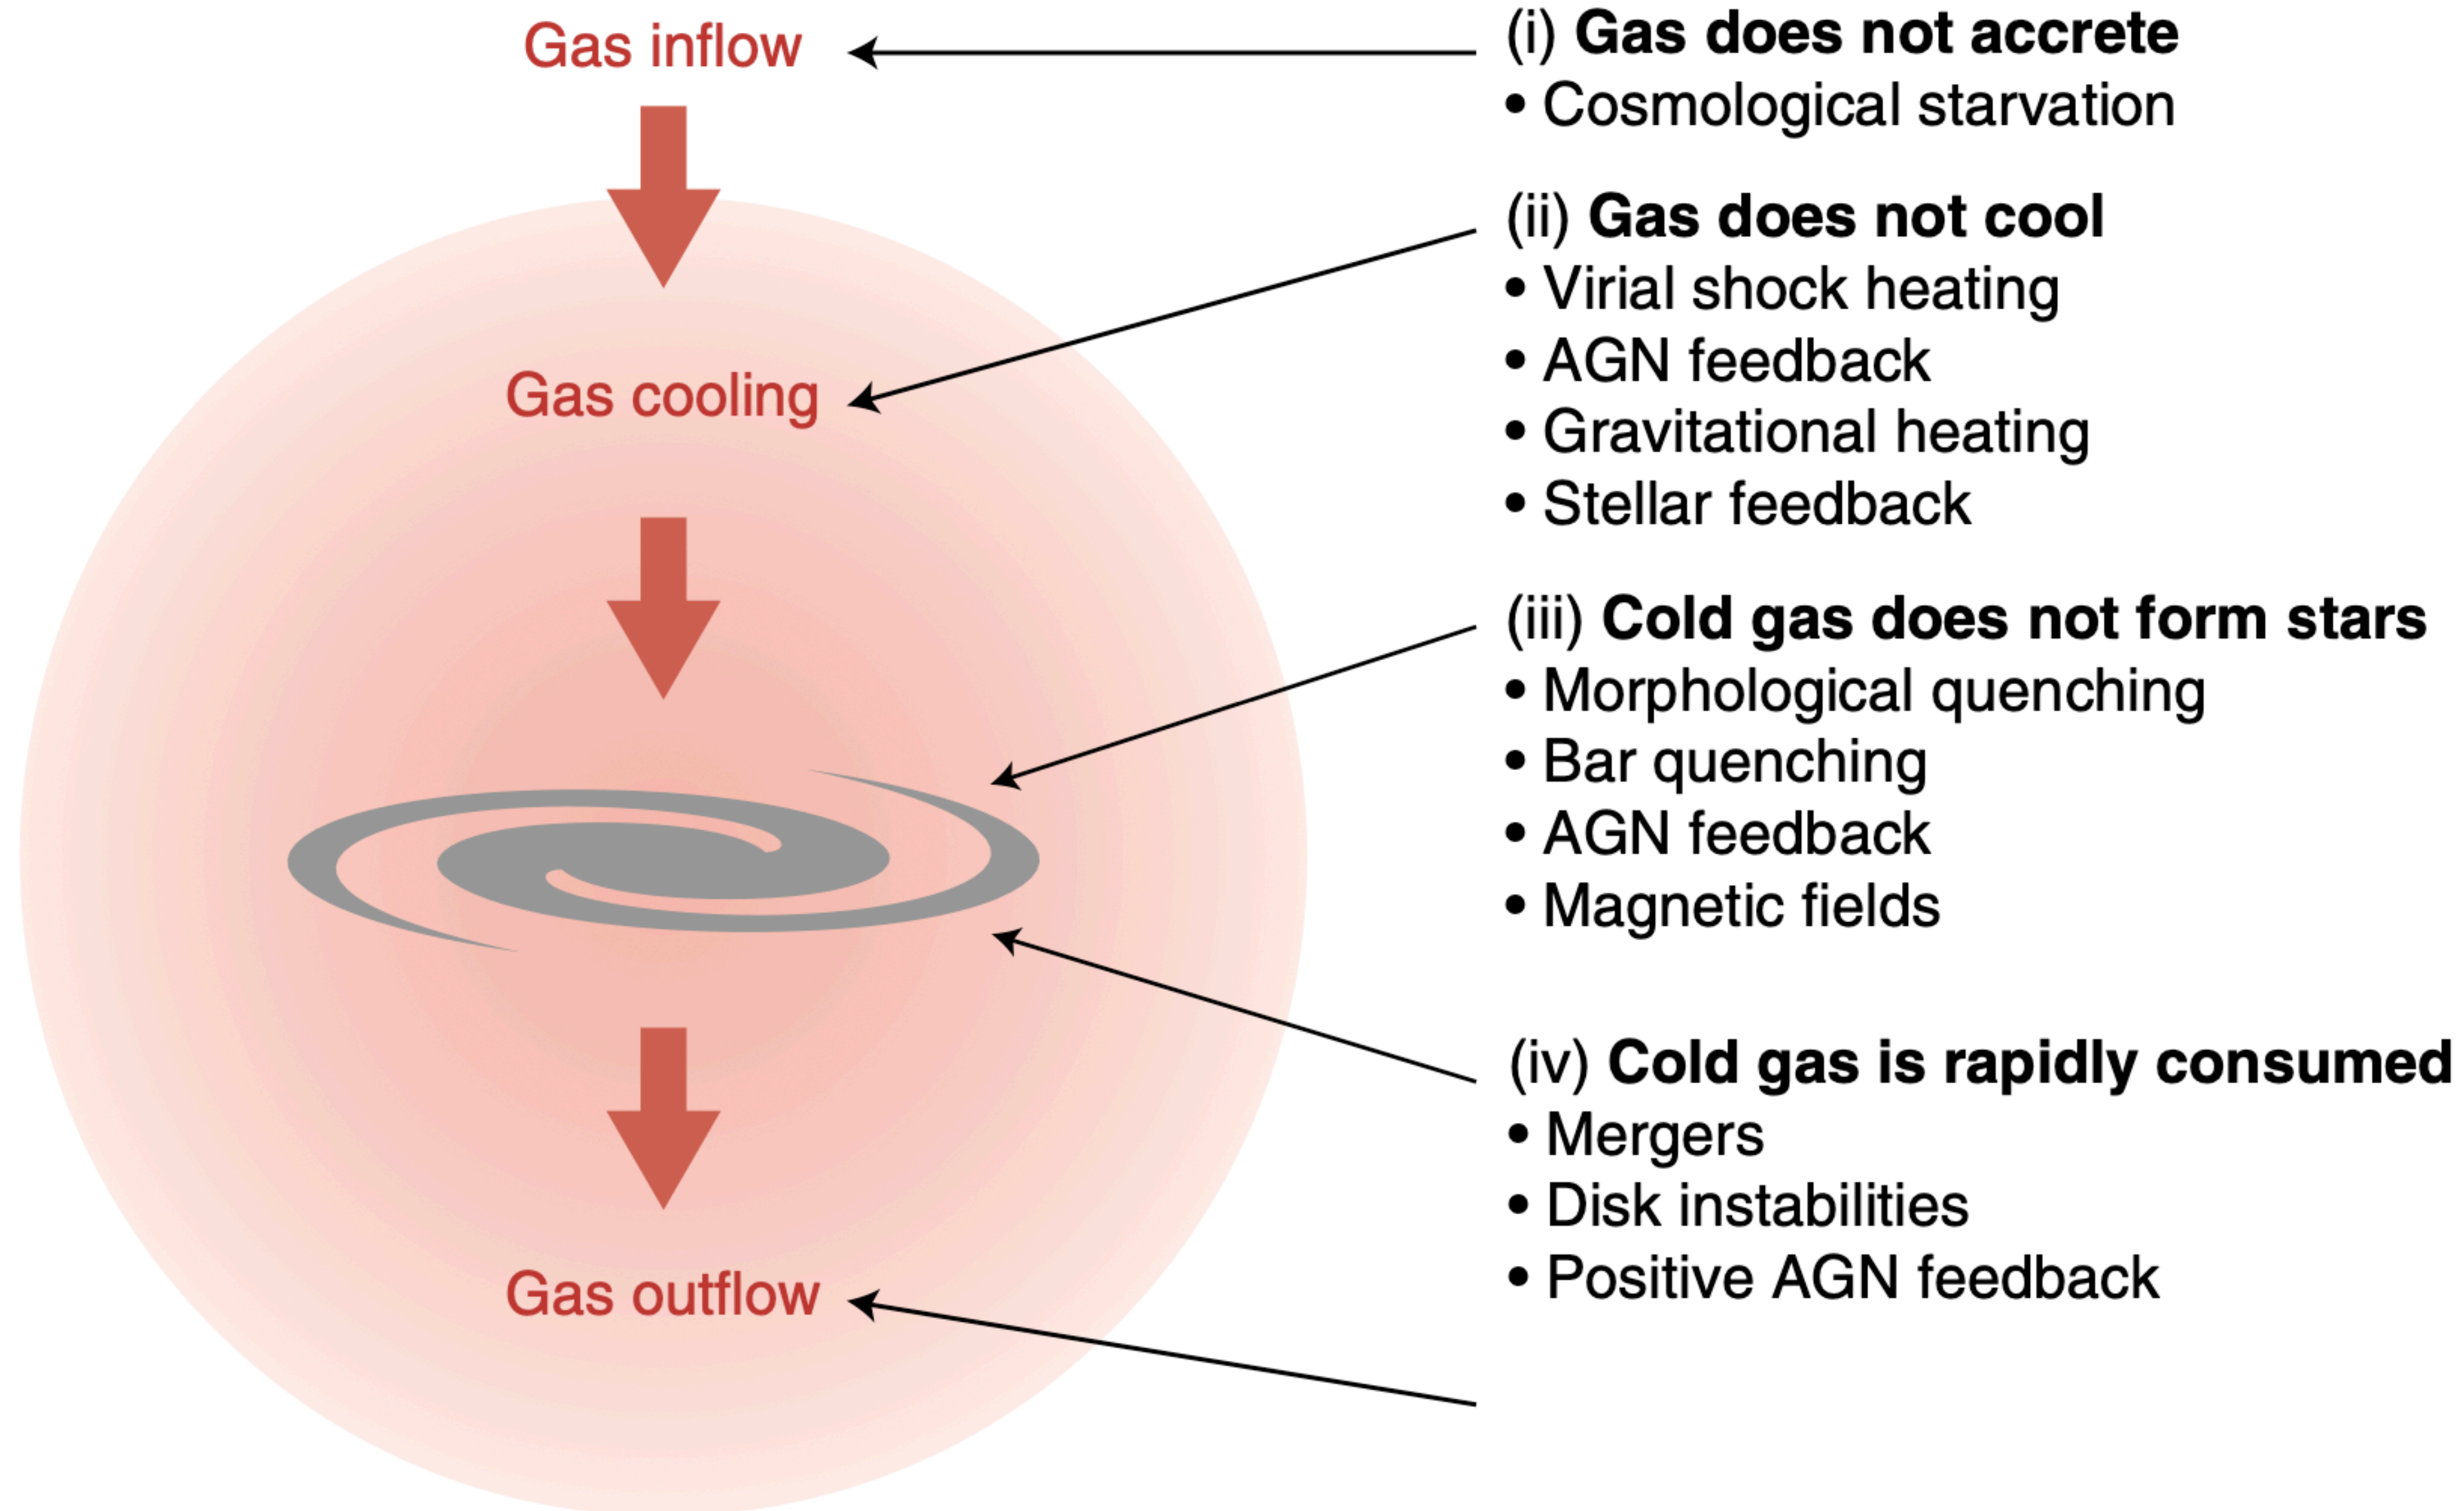 Gas inflow
(i) Gas does not accrete
• Cosmological starvation
(ii) Gas does not cool
• Virial shock heating
• AGN feedback
• Gravitational heating
• Stellar feedback
Gas cooling
(iii) Cold gas does not form stars
• Morphological quenching
• Bar quenching
• AGN feedback
• Magnetic fields
(iv) Cold gas is rapidly consumed
• Mergers
• Disk instabilities
• Positive AGN feedback
Gas outflow